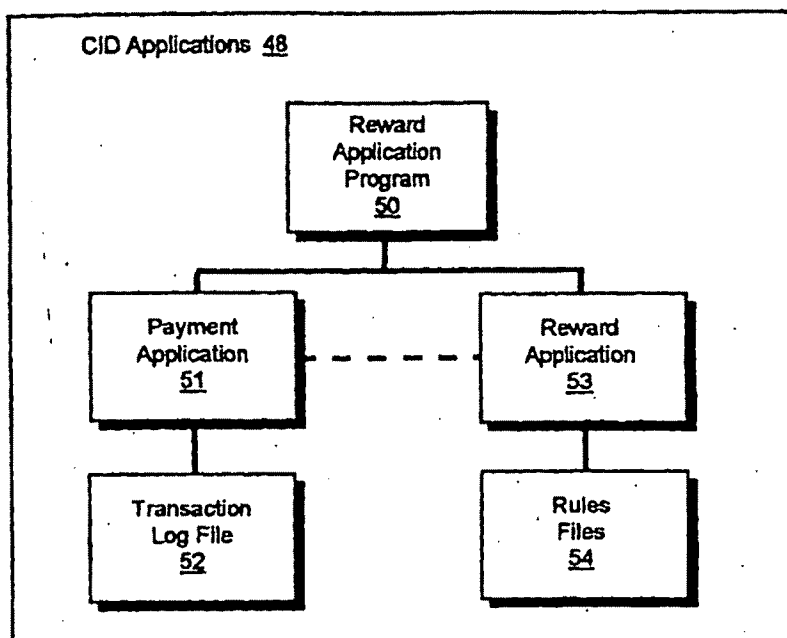 CID Applications 48
Reward
Application
Program
50
Payment
Application
51
Reward
Application
53
Transaction
Log File
52
Rules
Files
54